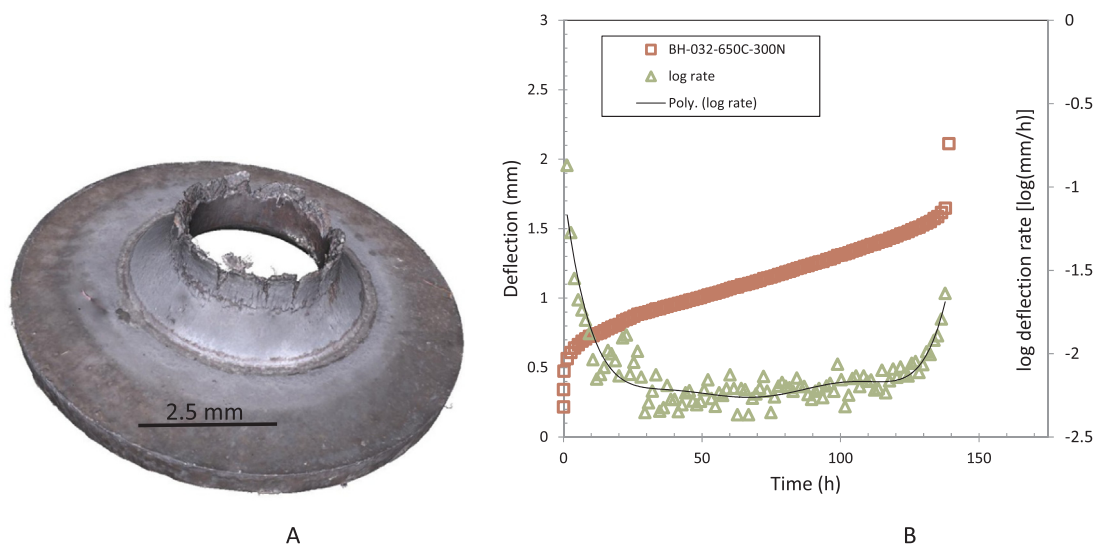 2.5 mm
A
3
2.5
2
1.5
1
0.5
0
Deflection (mm)
BH-032-650C-300N
log rate
Poly. (log rate)
0
-0.5
-1
-1.5
-2
-2.5
log deflection rate [log(mm/h)]
0
50
100
150
Time (h)
B